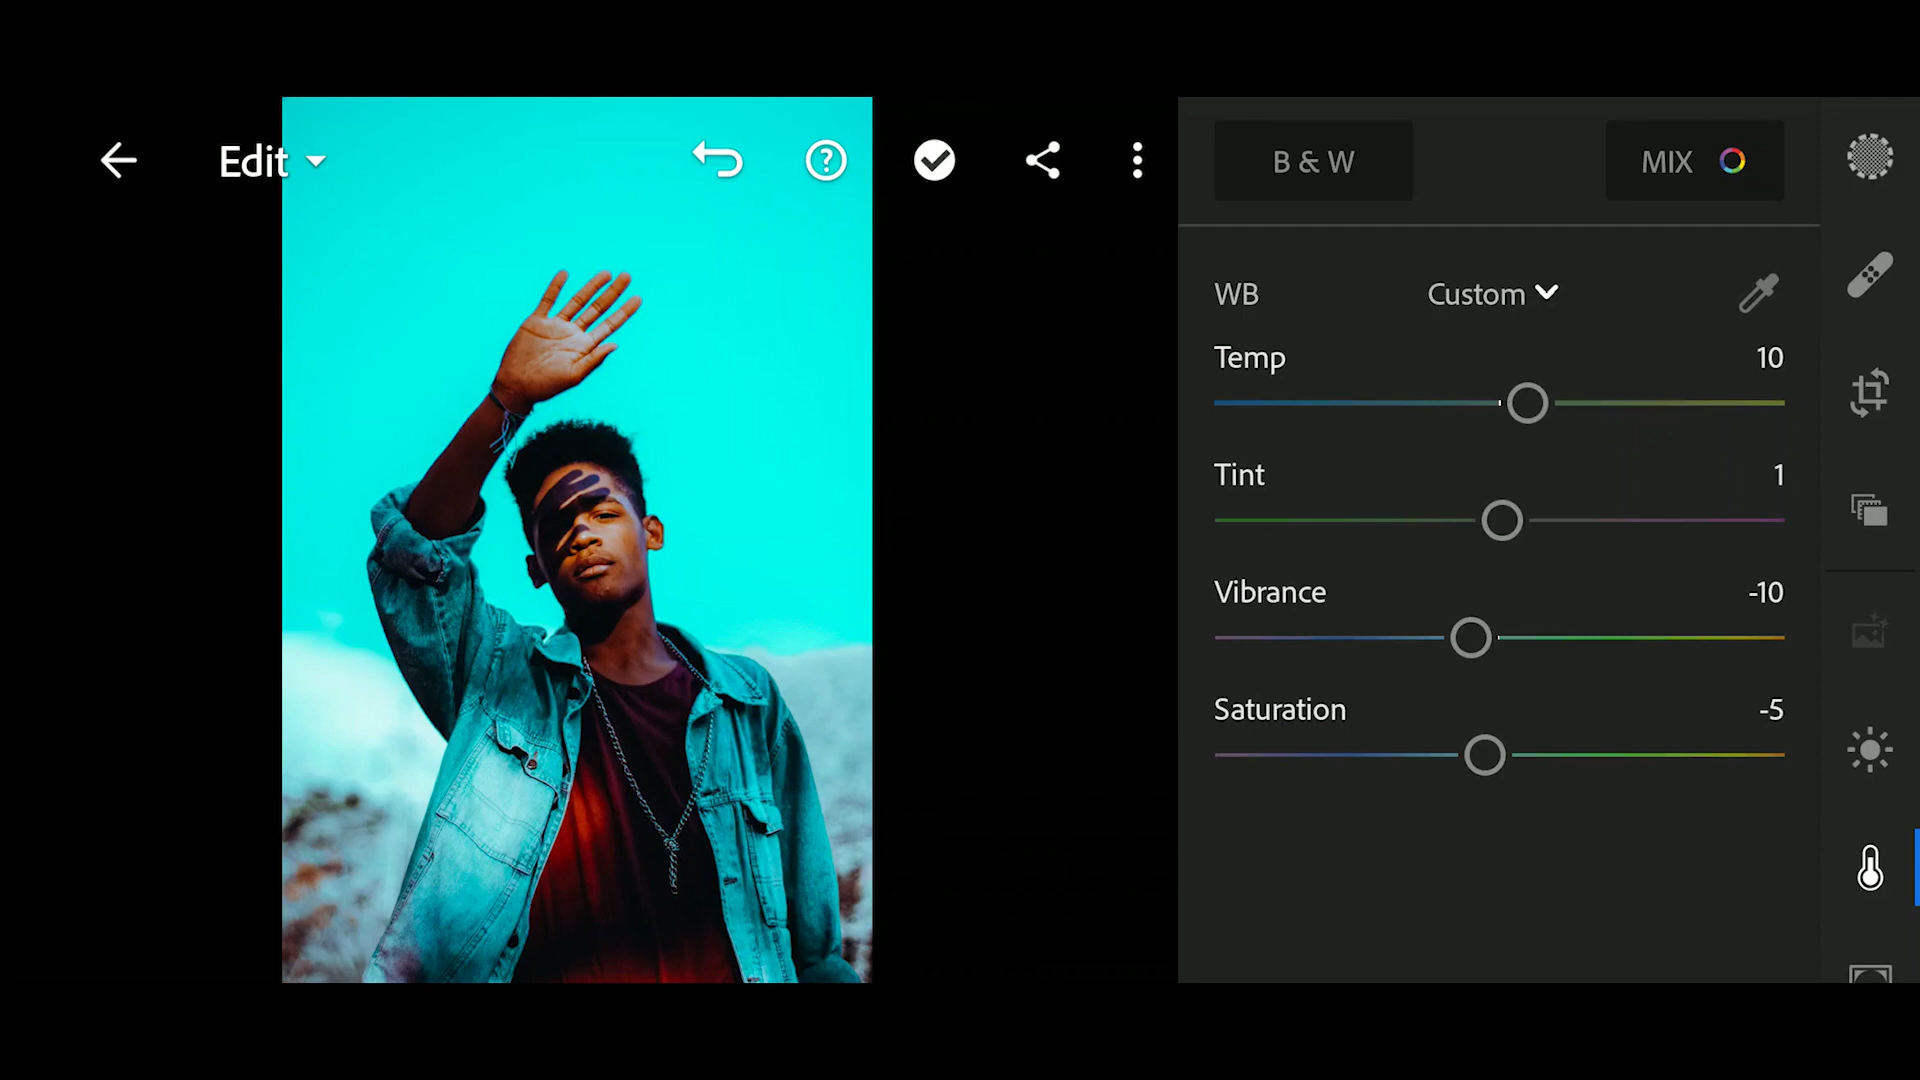 Edit
B & W
MIX
WB Custom
Temp 10
Tint 1
Vibrance -10
Saturation -5